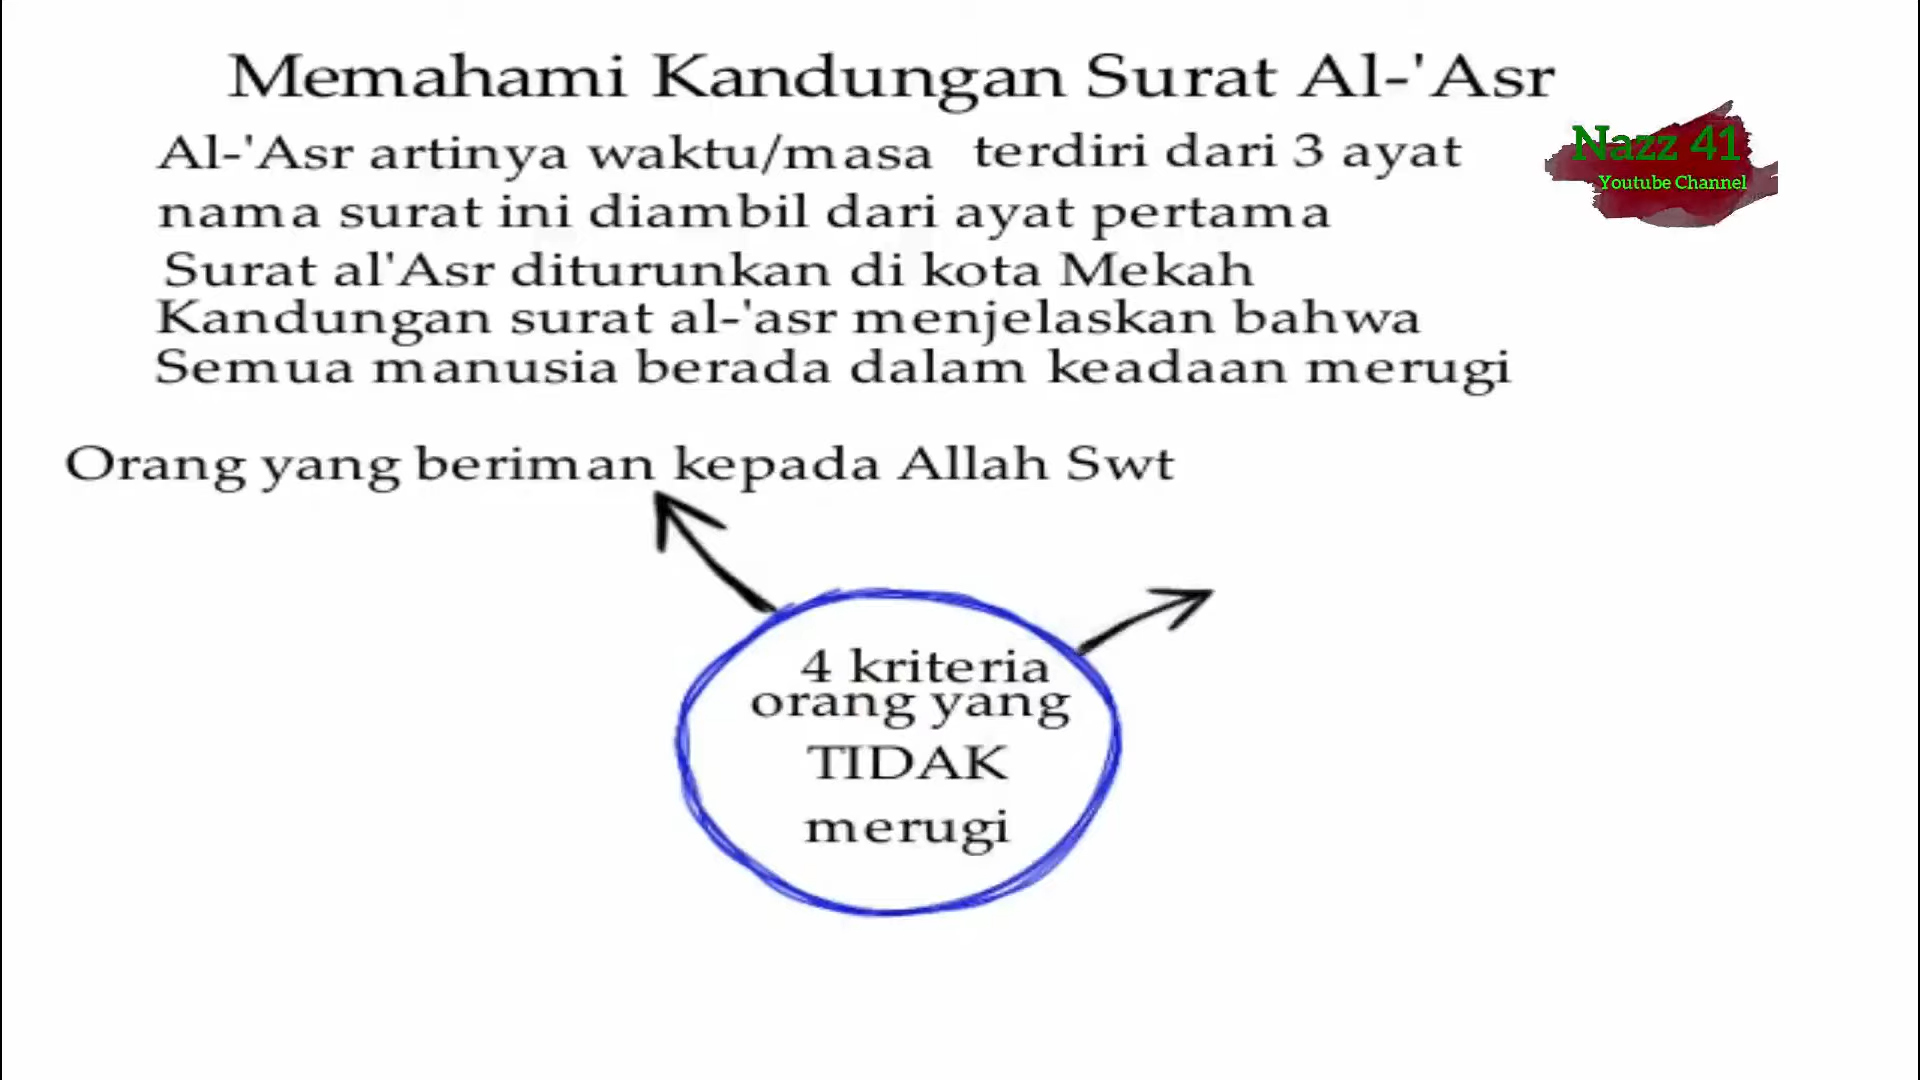 Memahami Kandungan Surat Al-'Asr
Al-'Asr artinya waktu/masa terdiri dari 3 ayat
Nazz 41
Youtube Channel
nama surat ini diambil dari ayat pertama
Surat al'Asr diturunkan di kota Mekah
Kandungan surat al-'asr menjelaskan bahwa
Semua manusia berada dalam keadaan merugi
Orang yang beriman kepada Allah Swt
4 kriteria
orang yang
TIDAK
merugi